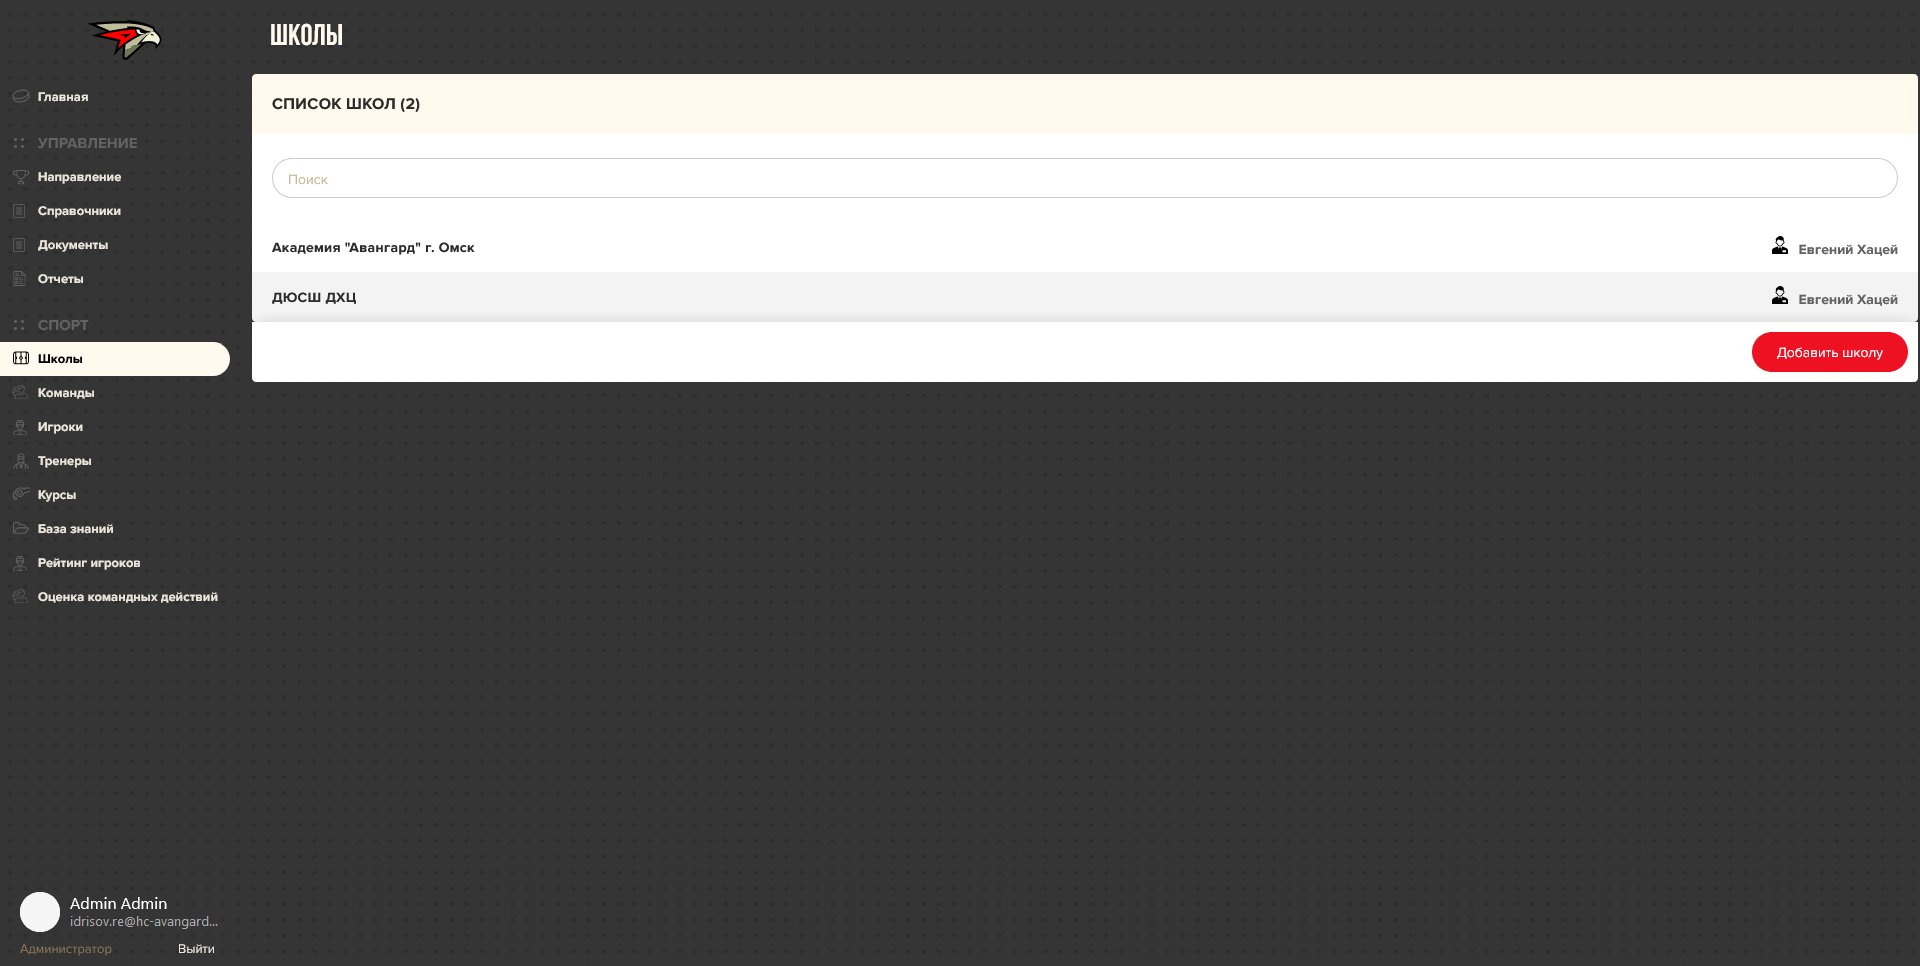 ШКОЛЫ
Главная
УПРАВЛЕНИЕ
Направление
Справочники
Документы
Отчеты
СПОРТ
Школы
Команды
Игроки
Тренеры
Курсы
База знаний
Рейтинг игроков
Оценка командных действий
СПИСОК ШКОЛ (2)
Поиск
Академия "Авангард" г. Омск
Евгений Хацей
ДЮСШ ДХЦ
Евгений Хацей
Добавить школу
Admin Admin
idrisov.re@hc-avangard...
Администратор
Выйти